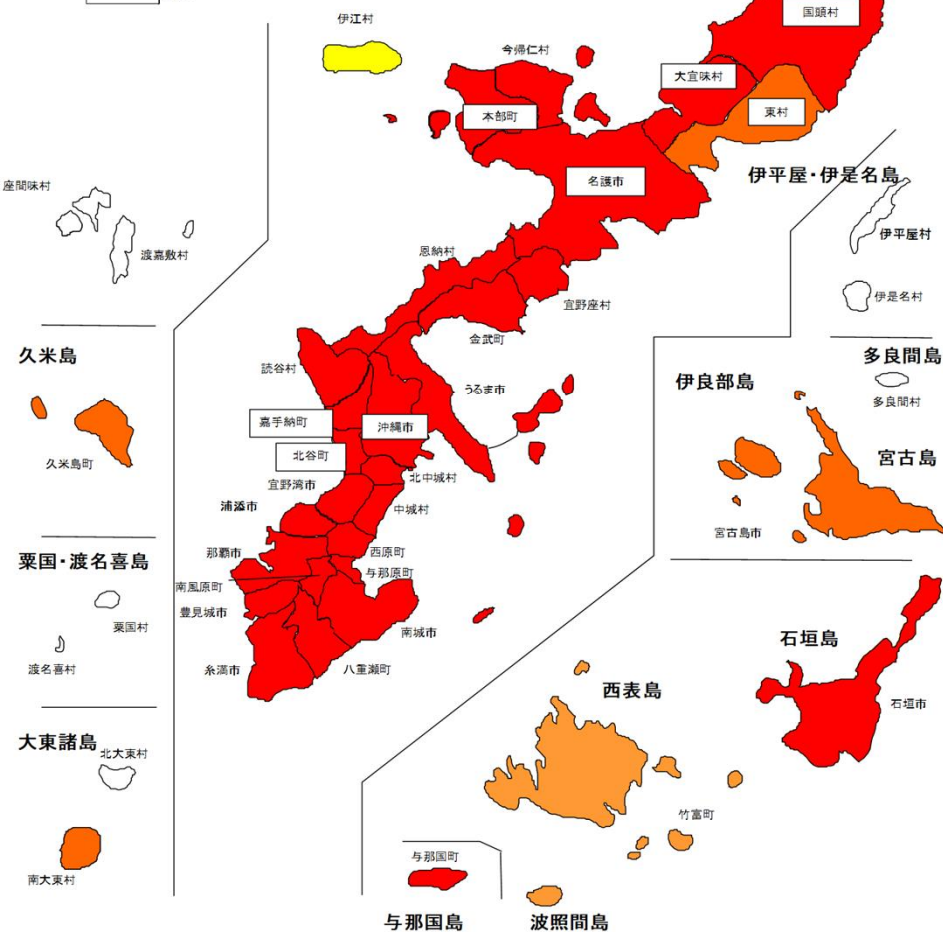 国頭村
伊江村
今帰仁村
大宜味村
本部町
東村
伊平屋・伊是名島
名護市
座間味村
伊平屋村
渡嘉敷村
恩納村
伊是名村
宜野座村
金武町
久米島
多良間島
読谷村
うるま市
伊良部島
多良間村
嘉手納町
沖縄市
北谷町
宮古島
久米島町
北中城村
宜野湾市
浦添市
中城村
宮古島市
那覇市
西原町
粟国・渡名喜島
与那原町
南風原町
豊見城市
粟国村
南城市
石垣島
渡名喜村
糸満市
八重瀬町
西表島
石垣市
大東諸島
北大東村
竹富町
与那国町
南大東村
与那国島
波照間島